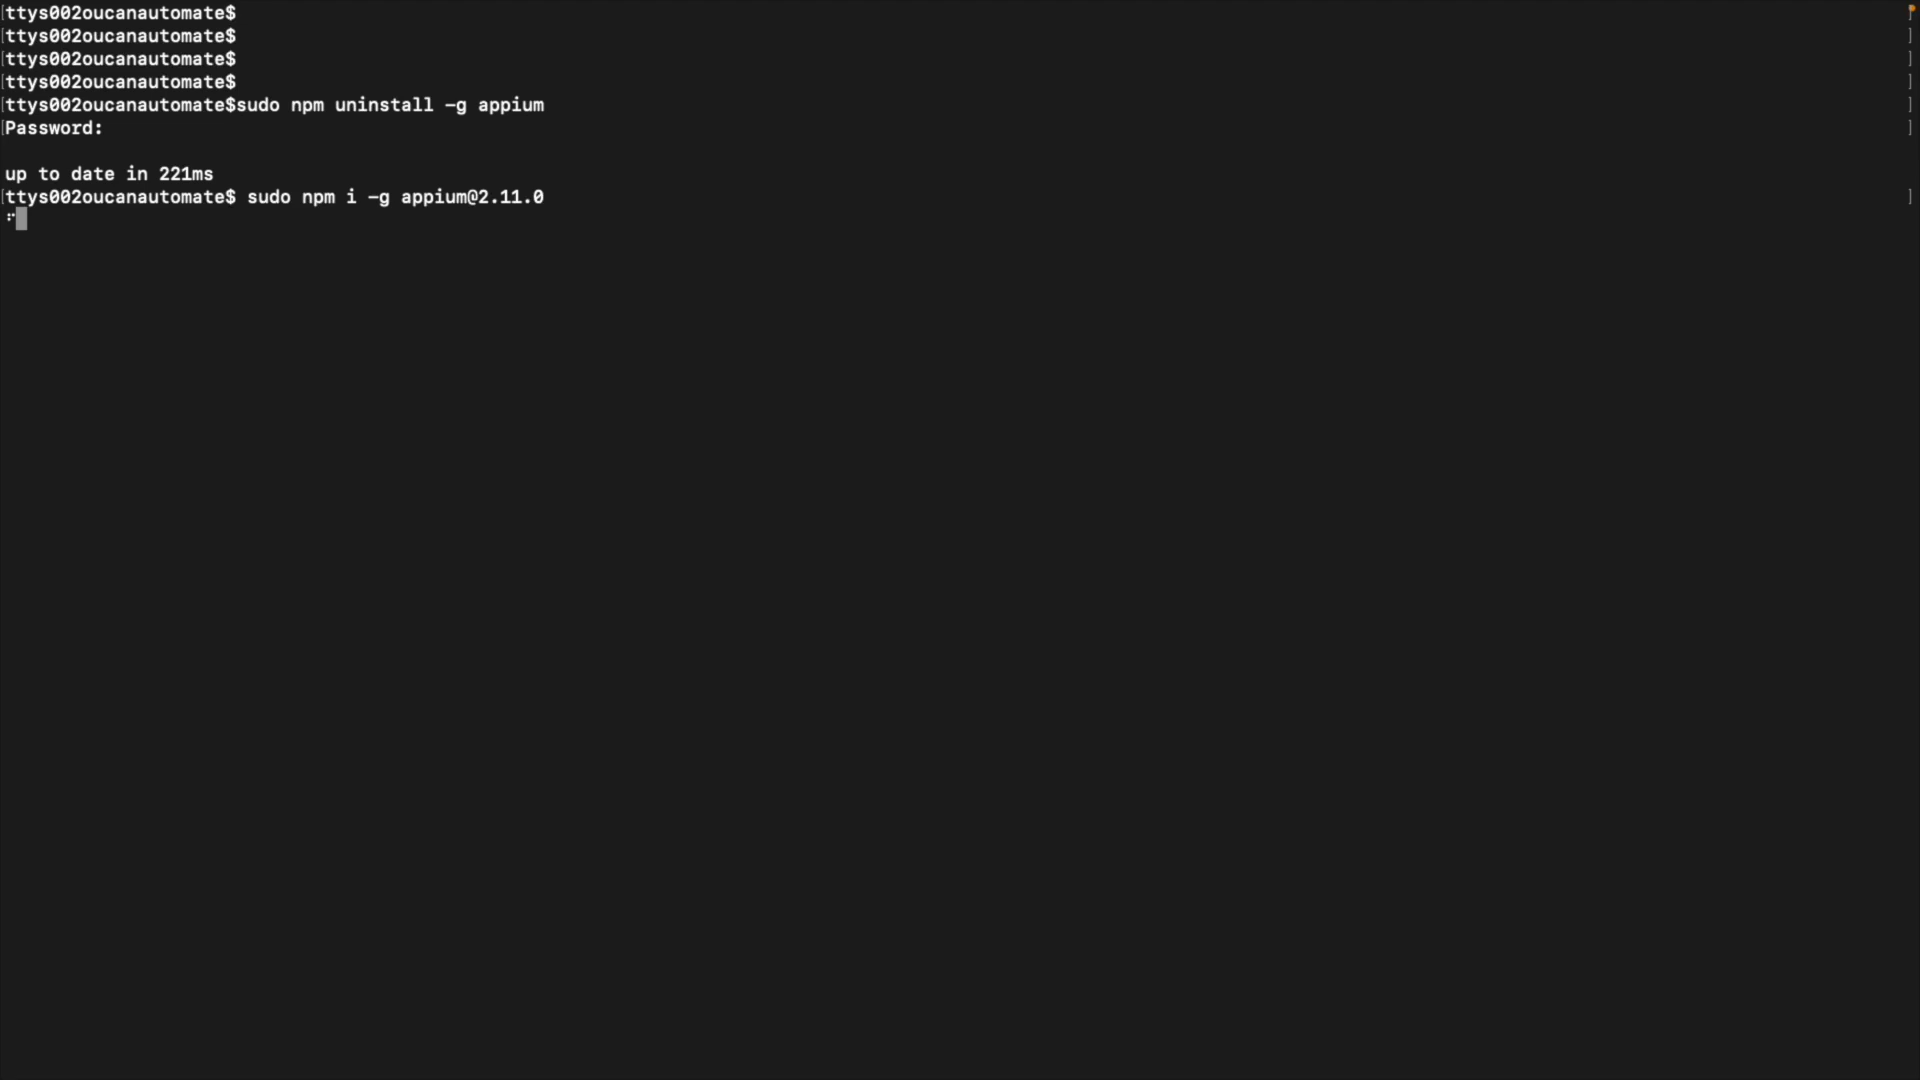 ttys002oucanautomate$
ttys002oucanautomate$
ttys002oucanautomate$
ttys002oucanautomate$
ttys002oucanautomate$sudo npm uninstall -g appium
Password:
up to date in 221ms
ttys002oucanautomate$ sudo npm i -g appium@2.11.0